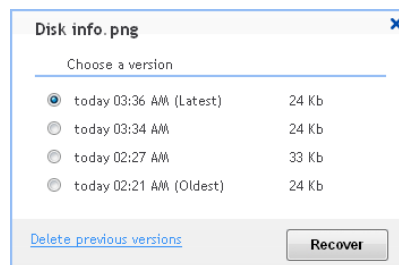 Disk info.png
Choose a version
today 03:36 AM (Latest) 24 Kb
today 03:34 AM 24 Kb
today 02:27 AM 33 Kb
today 02:21 AM (Oldest) 24 Kb
Delete previous versions Recover